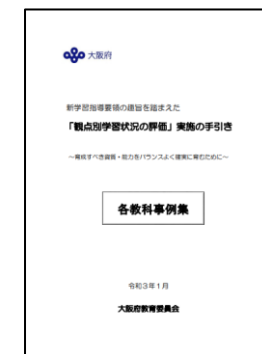 大阪府
新学習指導要領の趣旨を踏まえた
「観点別学習状況の評価」実施の手引き
～育成すべき資質・能力をバランスよく確実に育むために～
各教科事例集
令和3年1月
大阪府教育委員会